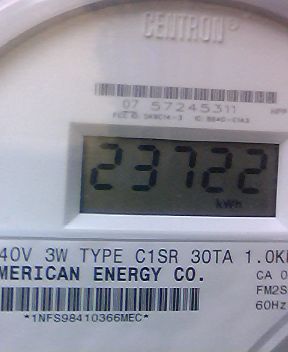 CENTRON®
07 57245311
23722
kWh
40V 3W TYPE C1SR 30TA 1.0K
MERICAN ENERGY CO. CA 0
FM2S
60Hz
*1NFS98410366MEC*